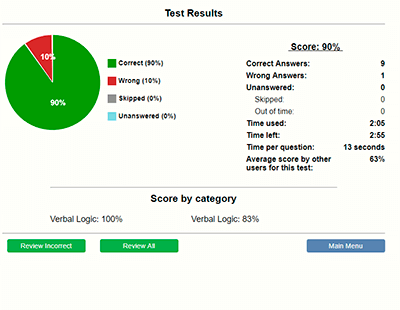 Test Results
10%
90%
Correct (90%)
Wrong (10%)
Skipped (0%)
Unanswered (0%)
Score: 90%
Correct Answers: 9
Wrong Answers: 1
Unanswered: 0
Skipped: 0
Out of time: 0
Time used: 2:05
Time left: 2:55
Time per question: 13 seconds
Average score by other 63%
users for this test:
Score by category
Verbal Logic: 100% Verbal Logic: 83%
Review Incorrect Review All Main Menu